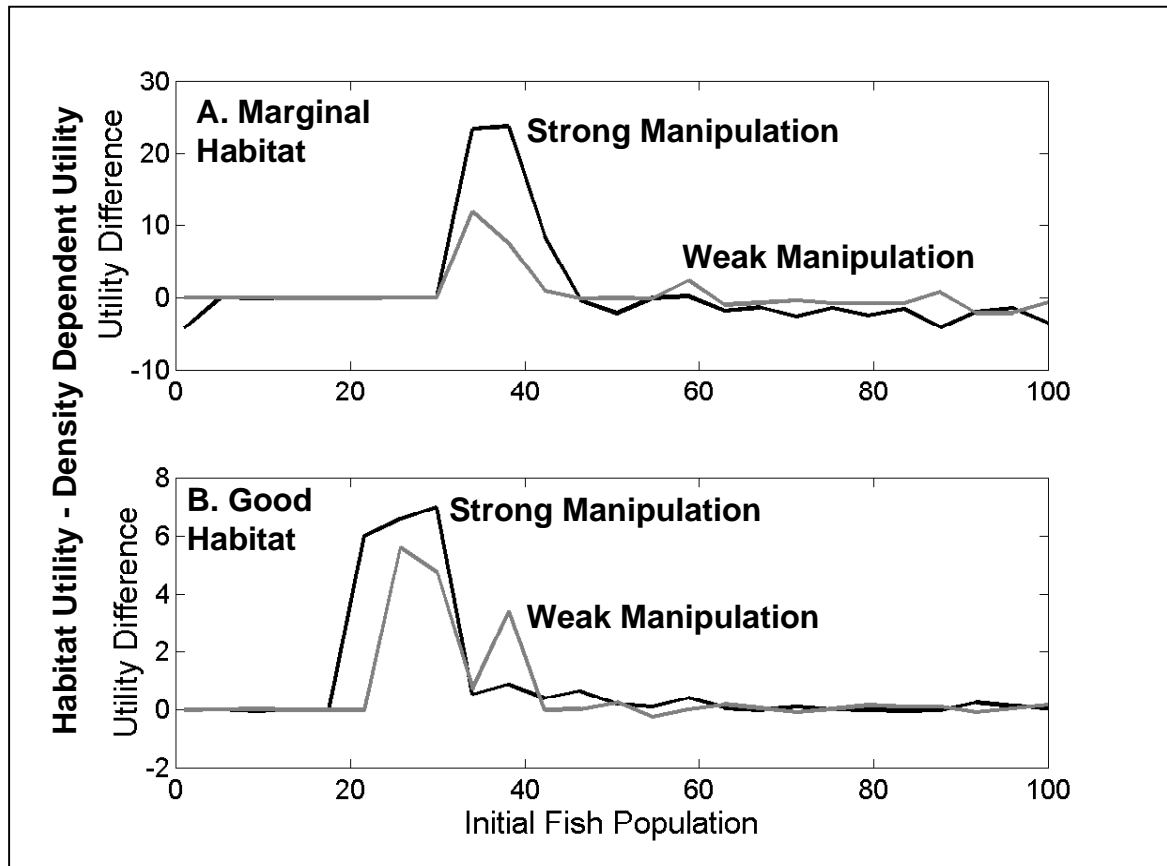 Habitat Utility - Density Dependent Utility
Utility Difference
30
20
10
0
-10
A. Marginal
Habitat
Strong Manipulation
Weak Manipulation
0 20 40 60 80 100
Utility Difference
8
6
4
2
0
-2
B. Good
Habitat
Strong Manipulation
Weak Manipulation
0 20 40 60 80 100
Initial Fish Population